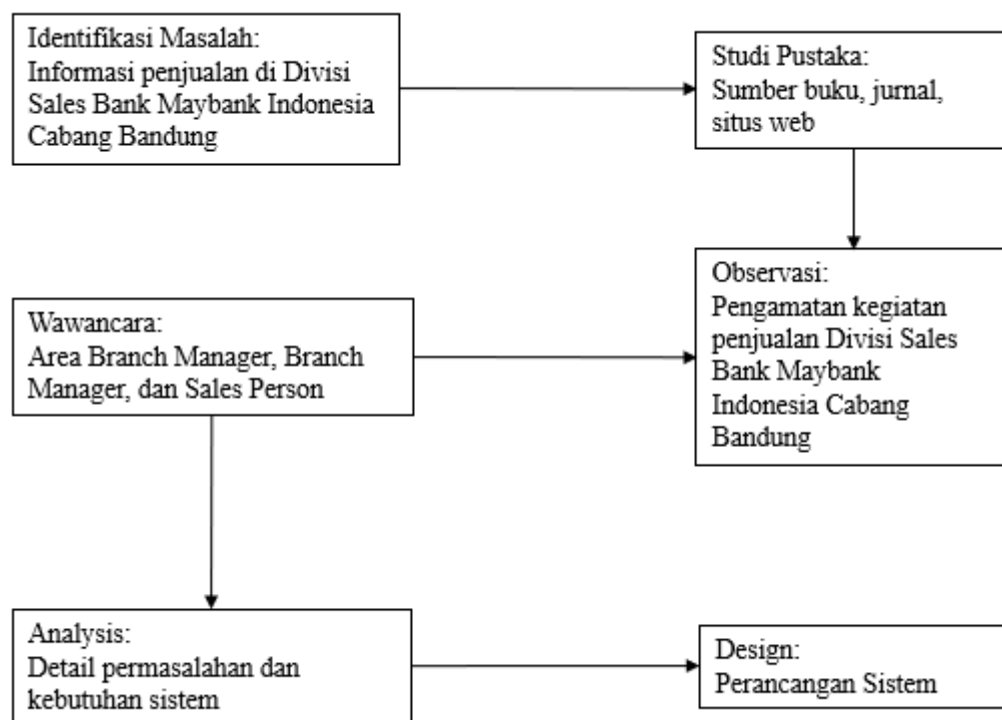 Identifikasi Masalah:
Informasi penjualan di Divisi
Sales Bank Maybank Indonesia
Cabang Bandung
Studi Pustaka:
Sumber buku, jurnal,
situs web
Observasi:
Pengamatan kegiatan
penjualan Divisi Sales
Bank Maybank
Indonesia Cabang
Bandung
Wawancara:
Area Branch Manager, Branch
Manager, dan Sales Person
Analysis:
Detail permasalahan dan
kebutuhan sistem
Design:
Perancangan Sistem